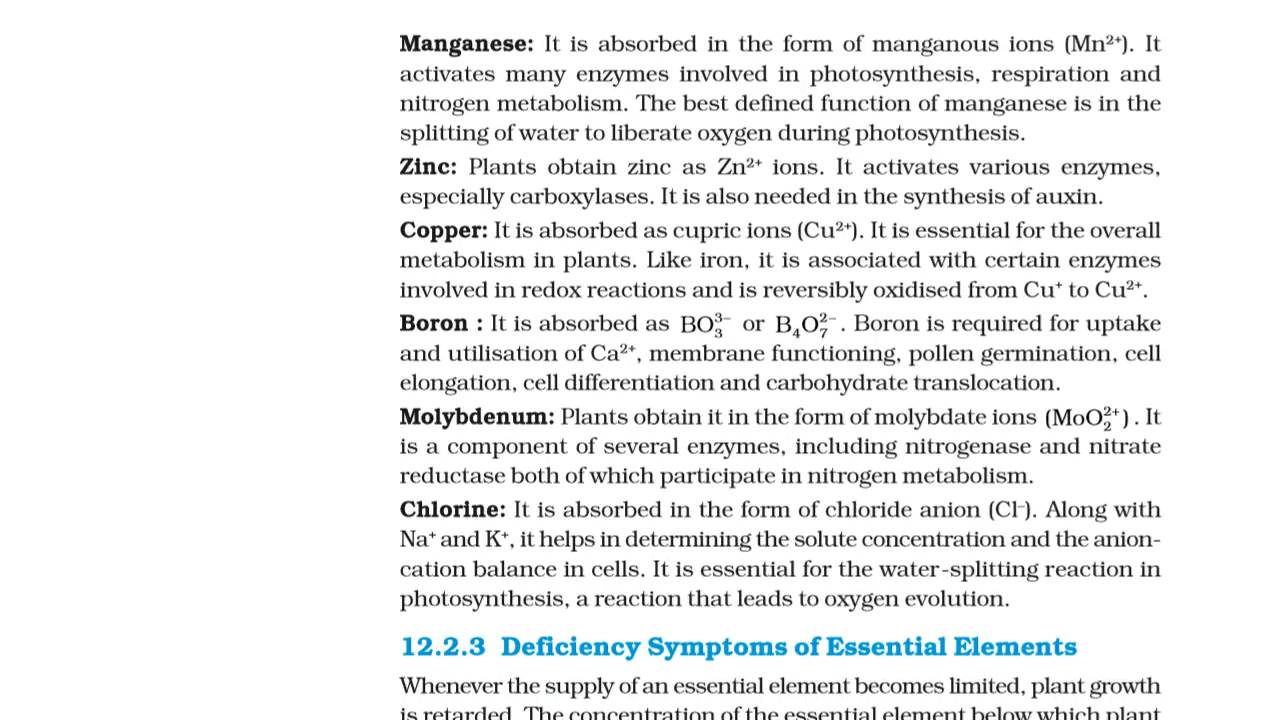 Manganese: It is absorbed in the form of manganous ions (Mn²⁺). It
activates many enzymes involved in photosynthesis, respiration and
nitrogen metabolism. The best defined function of manganese is in the
splitting of water to liberate oxygen during photosynthesis.
Zinc: Plants obtain zinc as Zn²⁺ ions. It activates various enzymes,
especially carboxylases. It is also needed in the synthesis of auxin.
Copper: It is absorbed as cupric ions (Cu²⁺). It is essential for the overall
metabolism in plants. Like iron, it is associated with certain enzymes
involved in redox reactions and is reversibly oxidised from Cu⁺ to Cu²⁺.
Boron : It is absorbed as BO₃³⁻ or B₄O₇²⁻ . Boron is required for uptake
and utilisation of Ca²⁺, membrane functioning, pollen germination, cell
elongation, cell differentiation and carbohydrate translocation.
Molybdenum: Plants obtain it in the form of molybdate ions (MoO₂²⁺) . It
is a component of several enzymes, including nitrogenase and nitrate
reductase both of which participate in nitrogen metabolism.
Chlorine: It is absorbed in the form of chloride anion (Cl⁻). Along with
Na⁺ and K⁺, it helps in determining the solute concentration and the anion-
cation balance in cells. It is essential for the water-splitting reaction in
photosynthesis, a reaction that leads to oxygen evolution.
12.2.3 Deficiency Symptoms of Essential Elements
Whenever the supply of an essential element becomes limited, plant growth
is retarded. The concentration of the essential element below which plant